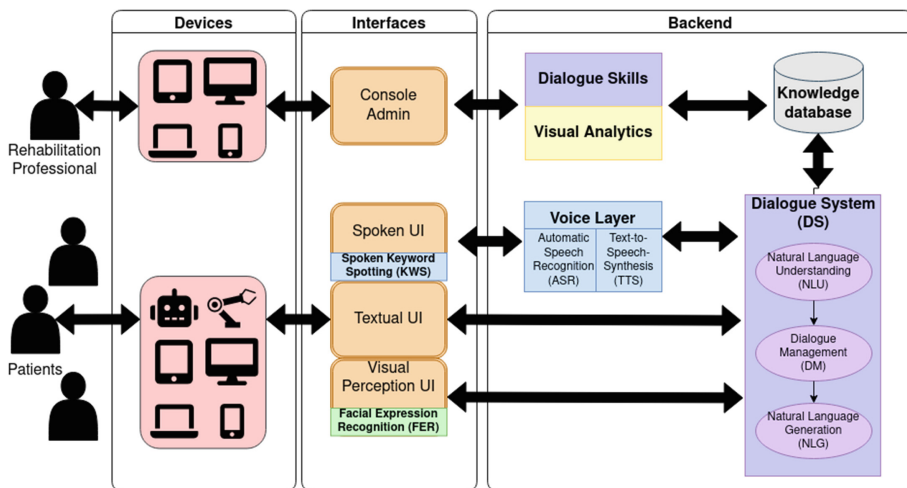 Devices
Interfaces
Backend
Rehabilitation
Professional
Console
Admin
Dialogue Skills
Visual Analytics
Knowledge
database
Patients
Spoken UI
Spoken Keyword
Spotting (KWS)
Textual UI
Visual
Perception UI
Facial Expression
Recognition (FER)
Voice Layer
Automatic
Speech
Recognition
(ASR)
Text-to-
Speech-
Synthesis
(TTS)
Dialogue System
(DS)
Natural Language
Understanding
(NLU)
Dialogue
Management
(DM)
Natural Language
Generation
(NLG)